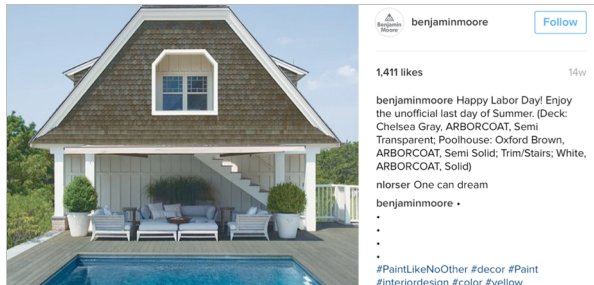 Benjamin
Moore
benjaminmoore
Follow
1,411 likes
14w
benjaminmoore Happy Labor Day! Enjoy
the unofficial last day of Summer. (Deck:
Chelsea Gray, ARBORCOAT, Semi
Transparent; Poolhouse: Oxford Brown,
ARBORCOAT, Semi Solid; Trim/Stairs; White,
ARBORCOAT, Solid)
nlorser One can dream
benjaminmoore •
•
•
•
•
#PaintLikeNoOther #decor #Paint
#interiordesign #color #yellow